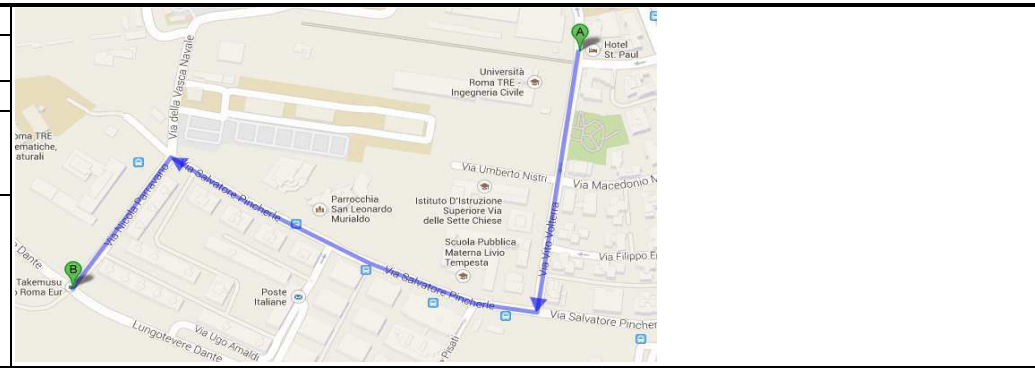 A
Hotel
St. Paul
Università
Roma TRE -
Ingegneria Civile
Via della Vasca Navale
oma TRE
ematiche,
aturali
Via Umberto Nistri
Via Macedonio M
Via Nicola Parravano
Via Salvatore Pincherle
Parrocchia
San Leonardo
Murialdo
Istituto D'Istruzione
Superiore Via
delle Sette Chiese
Via Vito Volterra
Scuola Pubblica
Materna Livio
Tempesta
Via Filippo Er
Dante
B
Takemusu
o Roma Eur
Via Salvatore Pincherle
Poste
Italiane
Via Salvatore Pincher
Lungotevere Dante
Via Ugo Amaldi
Pisati